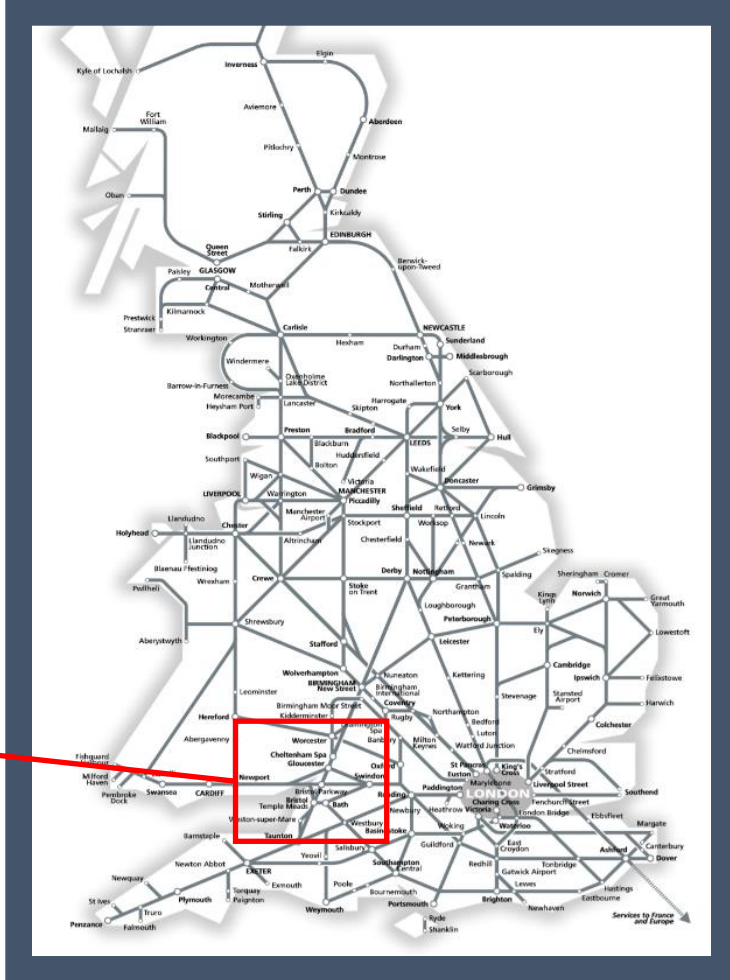 Elgin
Inverness
Kyle of Lochalsh
Aviemore
Fort
William
Mallaig
Aberdeen
Pitlochry
Montrose
Perth
Dundee
Oban
Kirkcaldy
Stirling
EDINBURGH
Queen
Street
Falkirk
Berwick-
upon-Tweed
Paisley
GLASGOW
Central
Motherwell
Kilmarnock
Prestwick
Stranraer
Carlisle
NEWCASTLE
Workington
Hexham
Sunderland
Durham
Darlington
Middlesbrough
Windermere
Oxenholme
Lake District
Scarborough
Barrow-in-Furness
Northallerton
Morecambe
Heysham Port
Lancaster
Harrogate
Skipton
York
Blackpool
Preston
Bradford
Selby
Blackburn
LEEDS
Hull
Huddersfield
Southport
Bolton
Wakefield
Wigan
Victoria
Doncaster
MANCHESTER
Piccadilly
Grimsby
LIVERPOOL
Warrington
Manchester
Airport
Sheffield
Retford
Lincoln
Llandudno
Chester
Stockport
Worksop
Holyhead
Llandudno
Junction
Altrincham
Chesterfield
Newark
Skegness
Blaenau Ffestiniog
Derby
Nottingham
Spalding
Sheringham
Cromer
Pwllheli
Wrexham
Crewe
Stoke
on Trent
Grantham
Kings
Lynn
Norwich
Great
Yarmouth
Loughborough
Shrewsbury
Peterborough
Ely
Lowestoft
Aberystwyth
Stafford
Leicester
Wolverhampton
Cambridge
BIRMINGHAM
New Street
Nuneaton
Kettering
Ipswich
Felixstowe
Leominster
Birmingham
International
Stevenage
Stansted
Airport
Birmingham Moor Street
Coventry
Harwich
Hereford
Kidderminster
Rugby
Northampton
Bedford
Colchester
Abergavenny
Worcester
Spa
Banbury
Milton
Keynes
Luton
Watford Junction
Chelmsford
Cheltenham Spa
Gloucester
Oxford
St Pancras
Euston
King's
Cross
Stratford
Fishguard
Newport
Swindon
Marylebone
Liverpool Street
Milford
Haven
Paddington
LONDON
Southend
Pembroke
Dock
Swansea
CARDIFF
Bristol Parkway
Bristol
Temple Meads
Bath
Reading
Newbury
Heathrow
Victoria
Charing Cross
Fenchurch Street
London Bridge
Ebbsfleet
Weston-super-Mare
Westbury
Basingstoke
Woking
Waterloo
Margate
Barnstaple
Taunton
Salisbury
Guildford
East
Croydon
Canterbury
Ashford
Dover
Newton Abbot
EXETER
Yeovil
Southampton
Central
Redhill
Tonbridge
Gatwick Airport
Newquay
Exmouth
Poole
Bournemouth
Lewes
Hastings
St Ives
Plymouth
Torquay
Paignton
Weymouth
Portsmouth
Brighton
Newhaven
Eastbourne
Truro
Ryde
Services to France
and Europe
Penzance
Falmouth
Shanklin